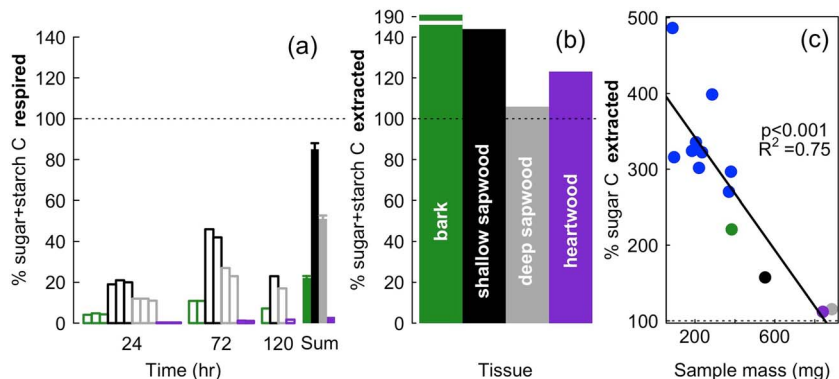 (a)
% sugar+starch C respired
140
120
100
80
60
40
20
0
24
72
120
Sum
Time (hr)
(b)
% sugar+starch C extracted
190
140
120
100
80
60
40
20
0
bark
shallow sapwood
deep sapwood
heartwood
Tissue
(c)
% sugar C extracted
500
400
300
200
100
p<0.001
R² =0.75
200
600
Sample mass (mg)